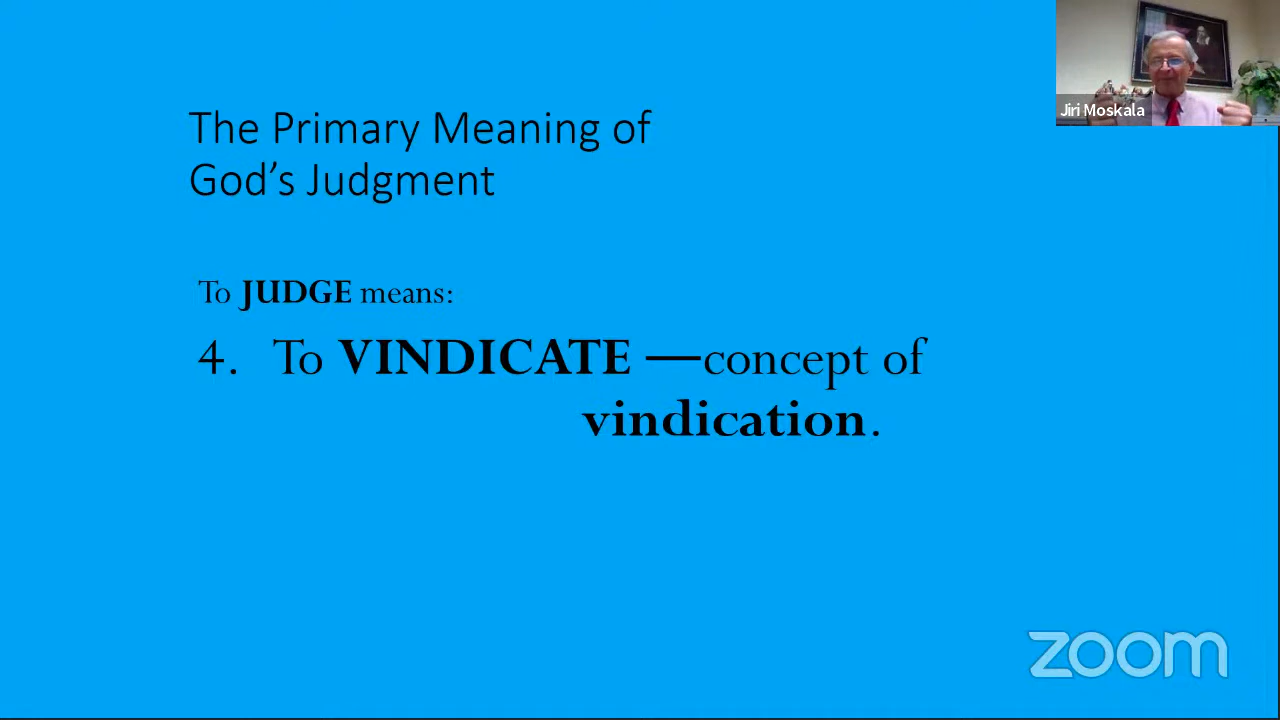 Jiri Moskala
The Primary Meaning of
God’s Judgment
To JUDGE means:
4. To VINDICATE —concept of
vindication.
zoom